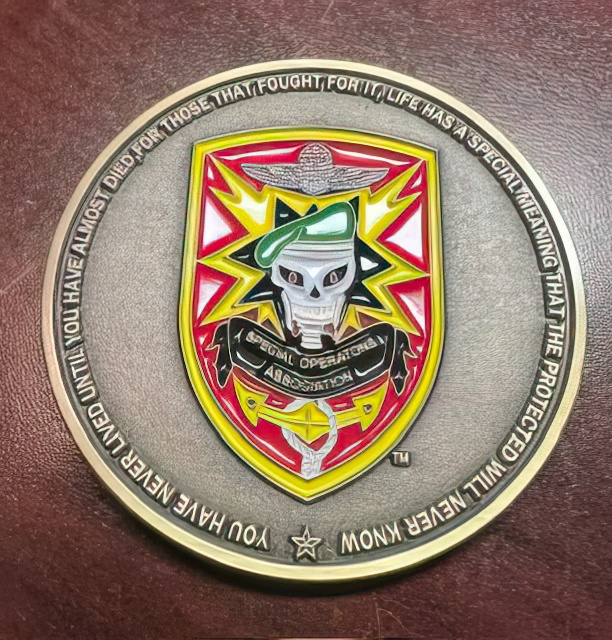 YOU HAVE NEVER LIVED UNTIL YOU HAVE ALMOST DIED, FOR THOSE THAT FOUGHT FOR IT, LIFE HAS A SPECIAL MEANING THAT THE PROTECTED WILL NEVER KNOW
SPECIAL OPERATIONS
ASSOCIATION
TM